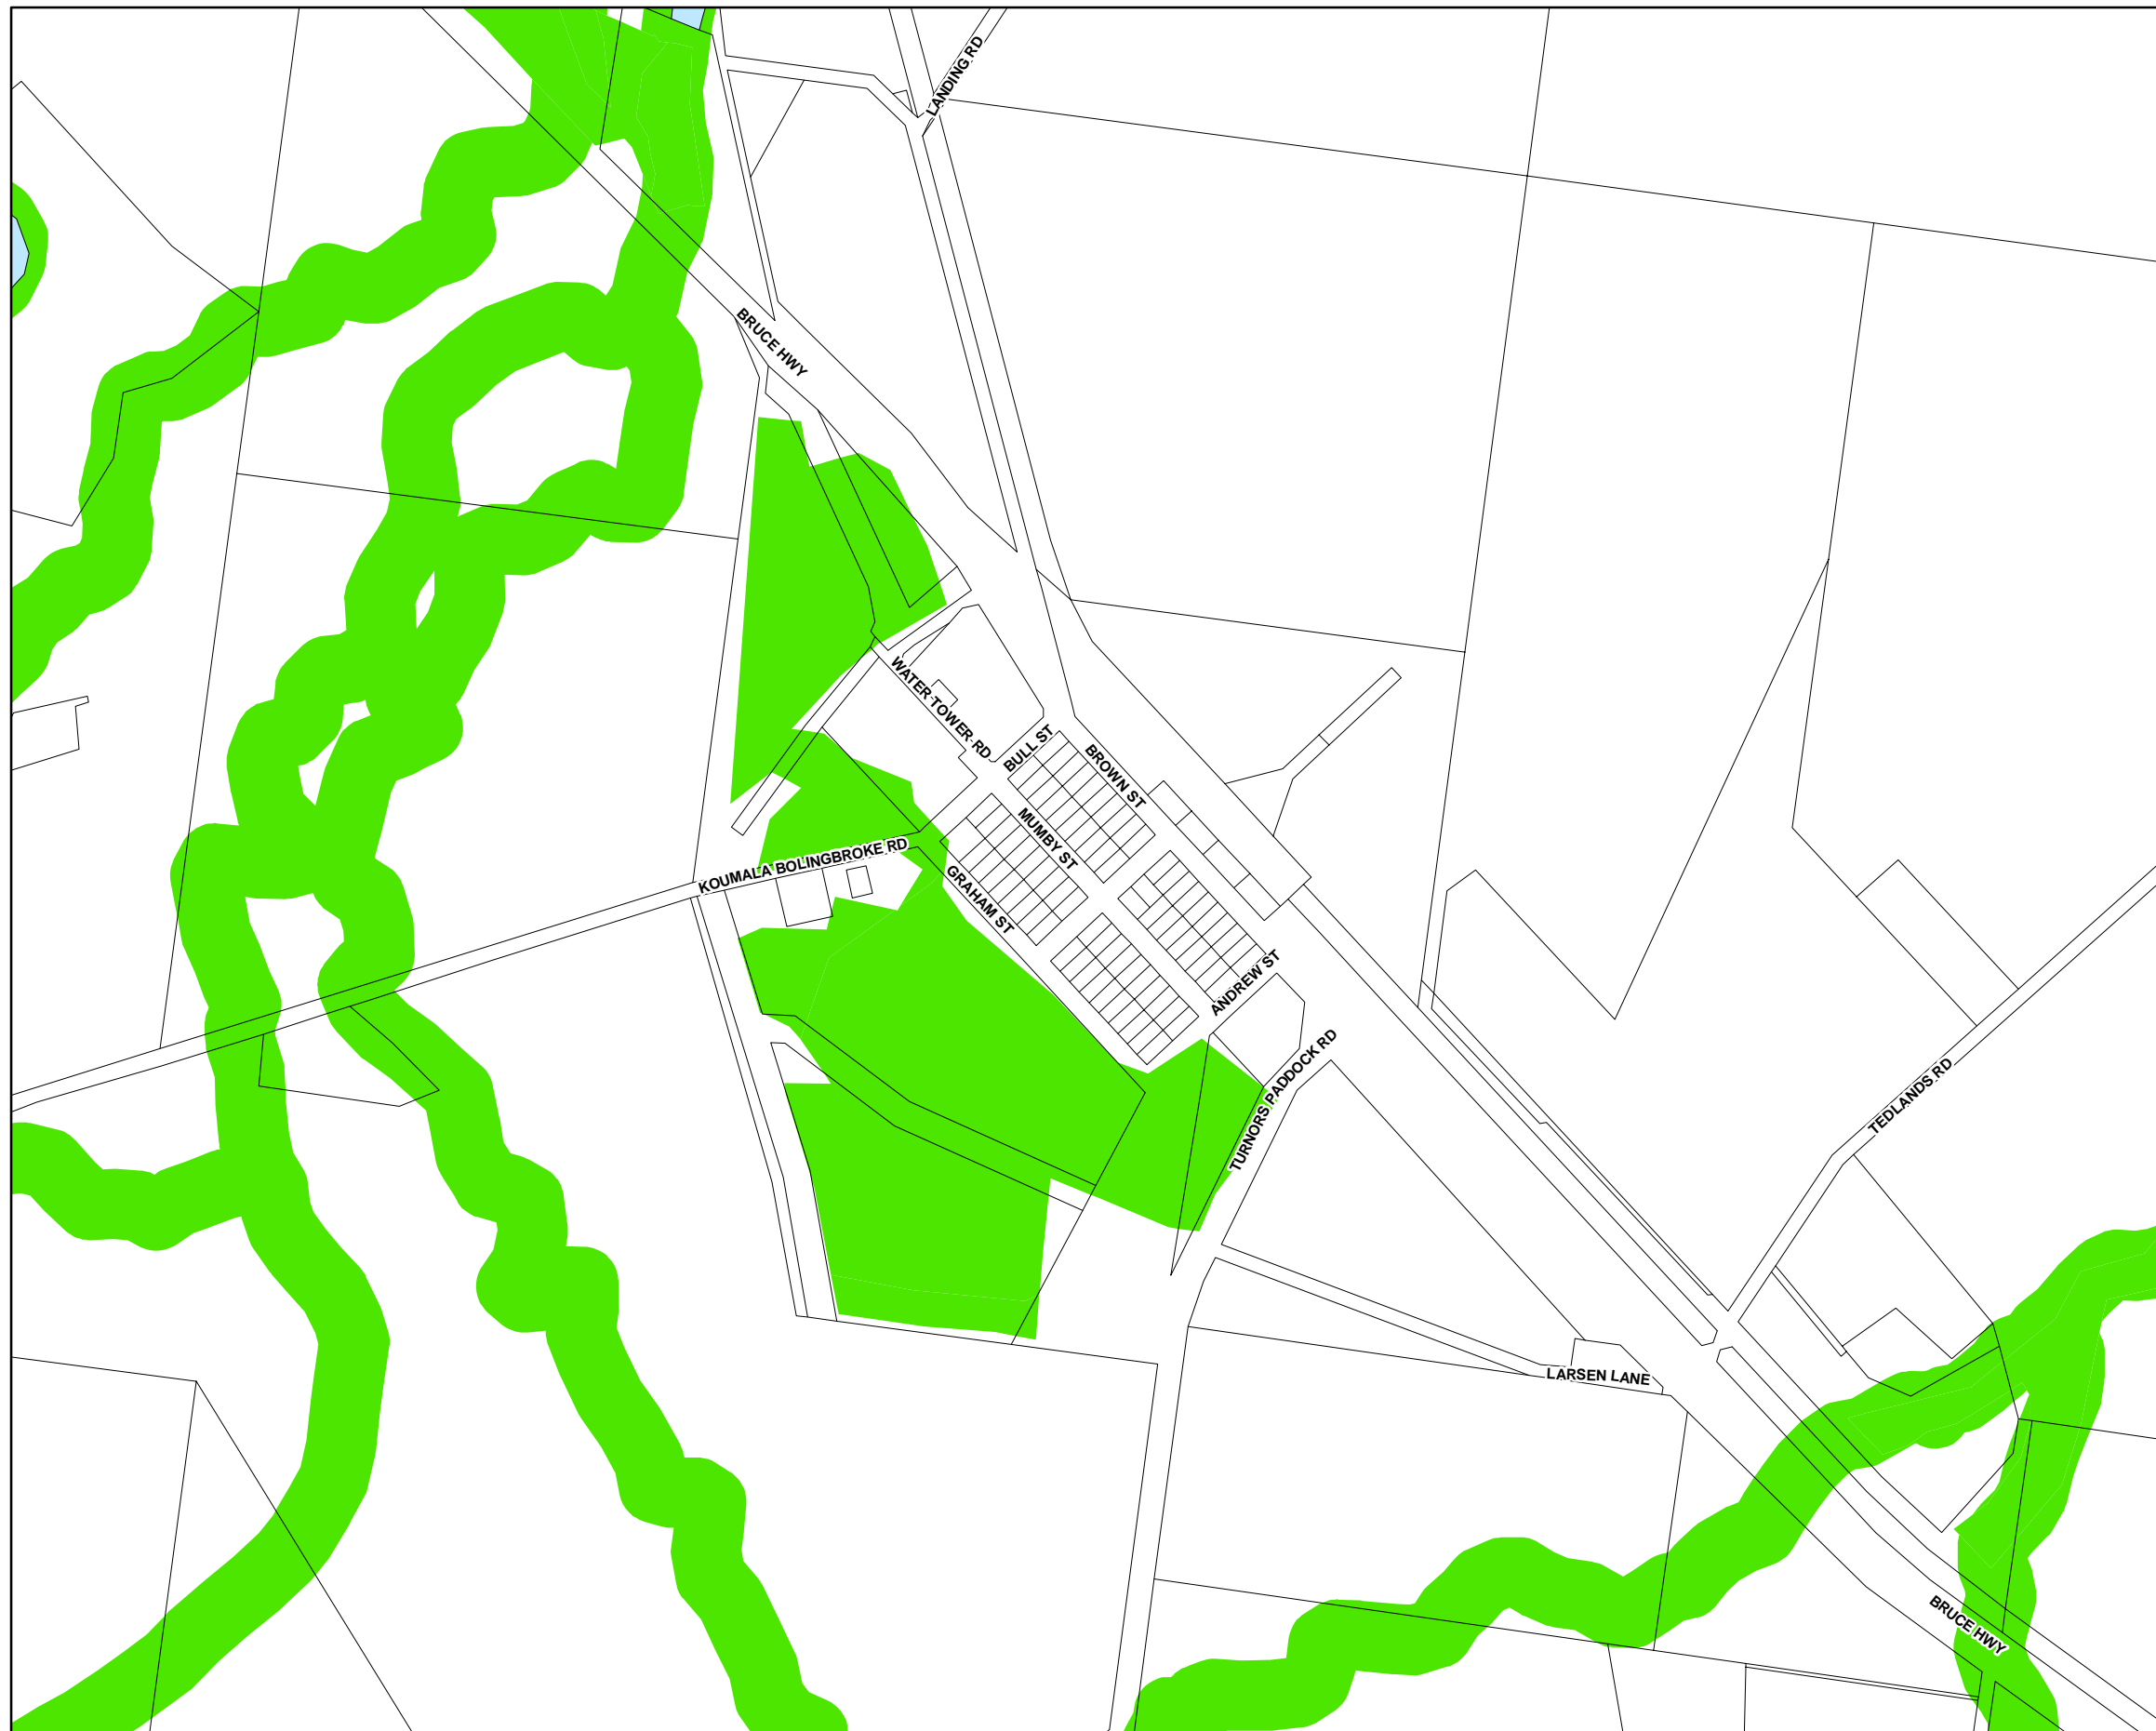 LANDING RD
BRUCE HWY
WATER TOWER RD
BULL ST
BROWN ST
MUMBY ST
KOUMALA BOLINGBROKE RD
GRAHAM ST
ANDREW ST
TURNORS PADDOCK RD
TEDLANDS RD
LARSEN LANE
BRUCE HWY